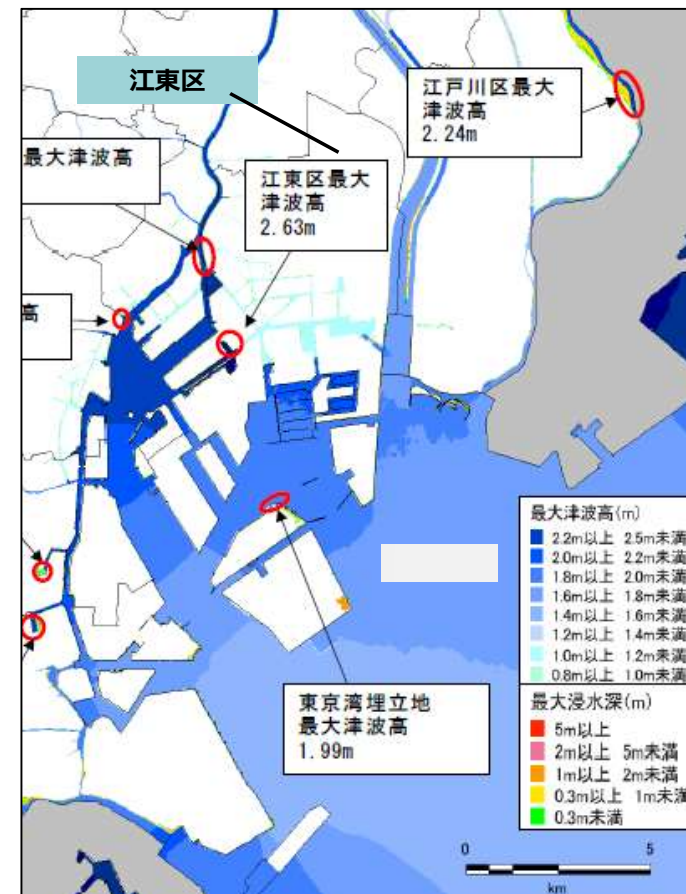 江東区
江戸川区最大
津波高
2.24m
最大津波高
江東区最大
津波高
2.63m
高
最大津波高(m)
2.2m以上 2.5m未満
2.0m以上 2.2m未満
1.8m以上 2.0m未満
1.6m以上 1.8m未満
1.4m以上 1.6m未満
1.2m以上 1.4m未満
1.0m以上 1.2m未満
0.8m以上 1.0m未満
東京湾埋立地
最大津波高
1.99m
最大浸水深(m)
5m以上
2m以上 5m未満
1m以上 2m未満
0.3m以上 1m未満
0.3m未満
0 5
km